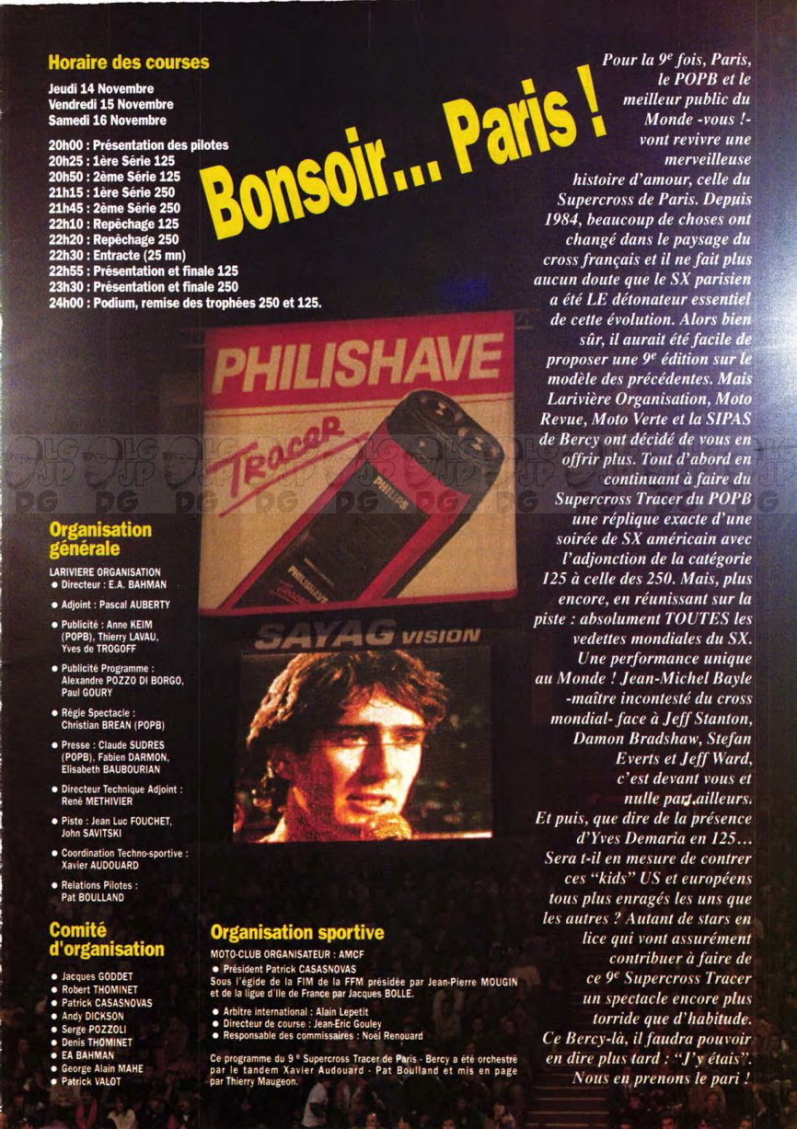 Horaire des courses
Jeudi 14 Novembre
Vendredi 15 Novembre
Samedi 16 Novembre
20h00 : Présentation des pilotes
20h25 : 1ère Série 125
20h50 : 2ème Série 125
21h15 : 1ère Série 250
21h45 : 2ème Série 250
22h10 : Repêchage 125
22h20 : Repêchage 250
22h30 : Entracte (25 mn)
22h55 : Présentation et finale 125
23h30 : Présentation et finale 250
24h00 : Podium, remise des trophées 250 et 125.
Bonsoir... Paris !
Pour la 9e fois, Paris,
le POPB et le
meilleur public du
Monde -vous !-
vont revivre une
merveilleuse
histoire d'amour, celle du
Supercross de Paris. Depuis
1984, beaucoup de choses ont
changé dans le paysage du
cross français et il ne fait plus
aucun doute que le SX parisien
a été LE détonateur essentiel
de cette évolution. Alors bien
sûr, il aurait été facile de
proposer une 9e édition sur le
modèle des précédentes. Mais
Larivière Organisation, Moto
Revue, Moto Verte et la SIPAS
de Bercy ont décidé de vous en
offrir plus. Tout d'abord en
continuant à faire du
Supercross Tracer du POPB
une réplique exacte d'une
soirée de SX américain avec
l'adjonction de la catégorie
125 à celle des 250. Mais, plus
encore, en réunissant sur la
piste : absolument TOUTES les
vedettes mondiales du SX.
Une performance unique
au Monde ! Jean-Michel Bayle
-maître incontesté du cross
mondial- face à Jeff Stanton,
Damon Bradshaw, Stefan
Everts et Jeff Ward,
c'est devant vous et
nulle part ailleurs.
Et puis, que dire de la présence
d'Yves Demaria en 125...
Sera t-il en mesure de contrer
ces "kids" US et européens
tous plus enragés les uns que
les autres ? Autant de stars en
lice qui vont assurément
contribuer à faire de
ce 9e Supercross Tracer
un spectacle encore plus
torride que d'habitude.
Ce Bercy-là, il faudra pouvoir
en dire plus tard : "J'y étais".
Nous en prenons le pari !
PHILISHAVE
Tracer
PHILIPS
PHILISHAVE
Tracer
SAYAG VISION
LG JP DG
Organisation
générale
LARIVIERE ORGANISATION
● Directeur : E.A. BAHMAN
● Adjoint : Pascal AUBERTY
● Publicité : Anne KEIM
(POPB), Thierry LAVAU,
Yves de TROGOFF
● Publicité Programme :
Alexandre POZZO DI BORGO,
Paul GOURY
● Régie Spectacle :
Christian BREAN (POPB)
● Presse : Claude SUDRES
(POPB), Fabien DARMON,
Elisabeth BAUBOURIAN
● Directeur Technique Adjoint :
René METHIVIER
● Piste : Jean Luc FOUCHET,
John SAVITSKI
● Coordination Techno-sportive :
Xavier AUDOUARD
● Relations Pilotes :
Pat BOULLAND
Comité
d'organisation
● Jacques GODDET
● Robert THOMINET
● Patrick CASASNOVAS
● Andy DICKSON
● Serge POZZOLI
● Denis THOMINET
● EA BAHMAN
● George Alain MAHE
● Patrick VALOT
Organisation sportive
MOTO-CLUB ORGANISATEUR : AMCF
● Président Patrick CASASNOVAS
Sous l'égide de la FIM de la FFM présidée par Jean-Pierre MOUGIN
et de la ligue d'Ile de France par Jacques BOLLE.
● Arbitre international : Alain Lepetit
● Directeur de course : Jean-Eric Gouley
● Responsable des commissaires : Noël Renouard
Ce programme du 9e Supercross Tracer de Paris - Bercy a été orchestré
par le tandem Xavier Audouard - Pat Boulland et mis en page
par Thierry Maugeon.